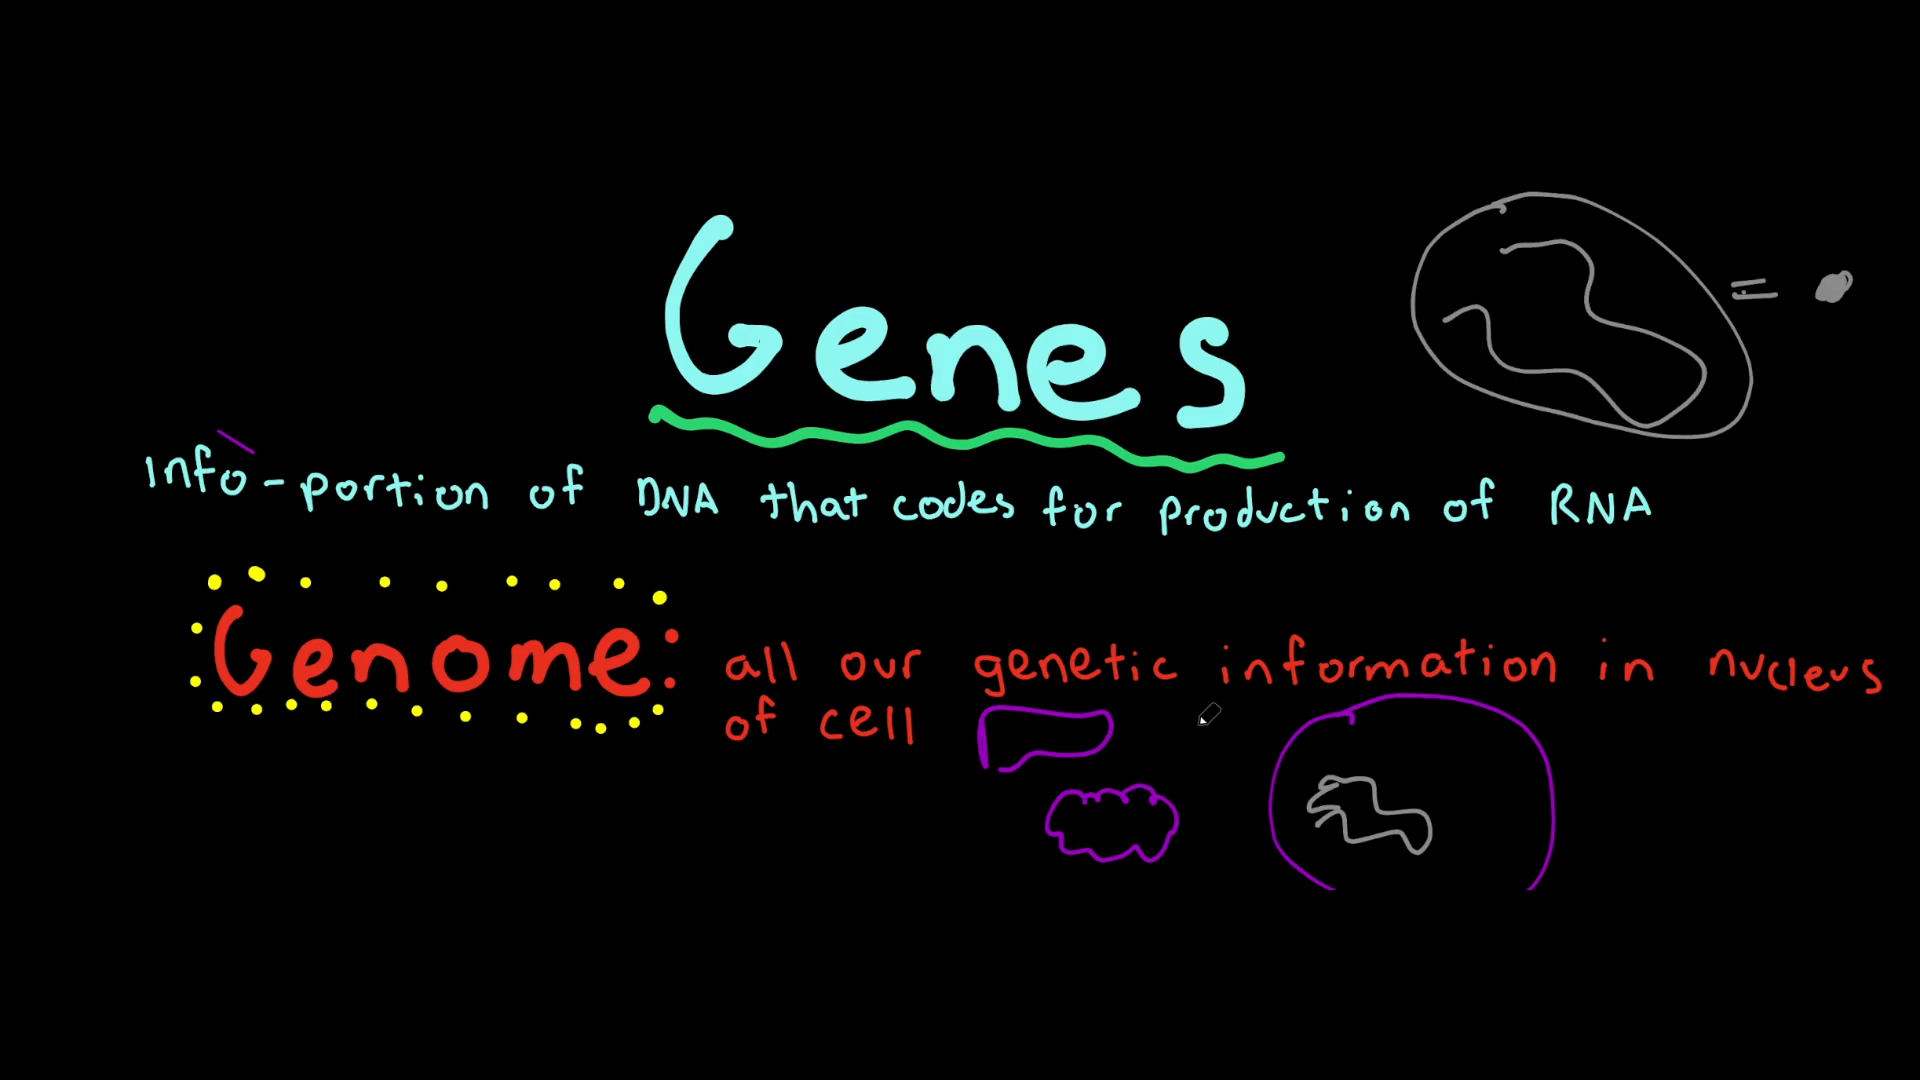 Genes
Info - portion of DNA that codes for production of RNA
Genome: all our genetic information in nucleus
of cell